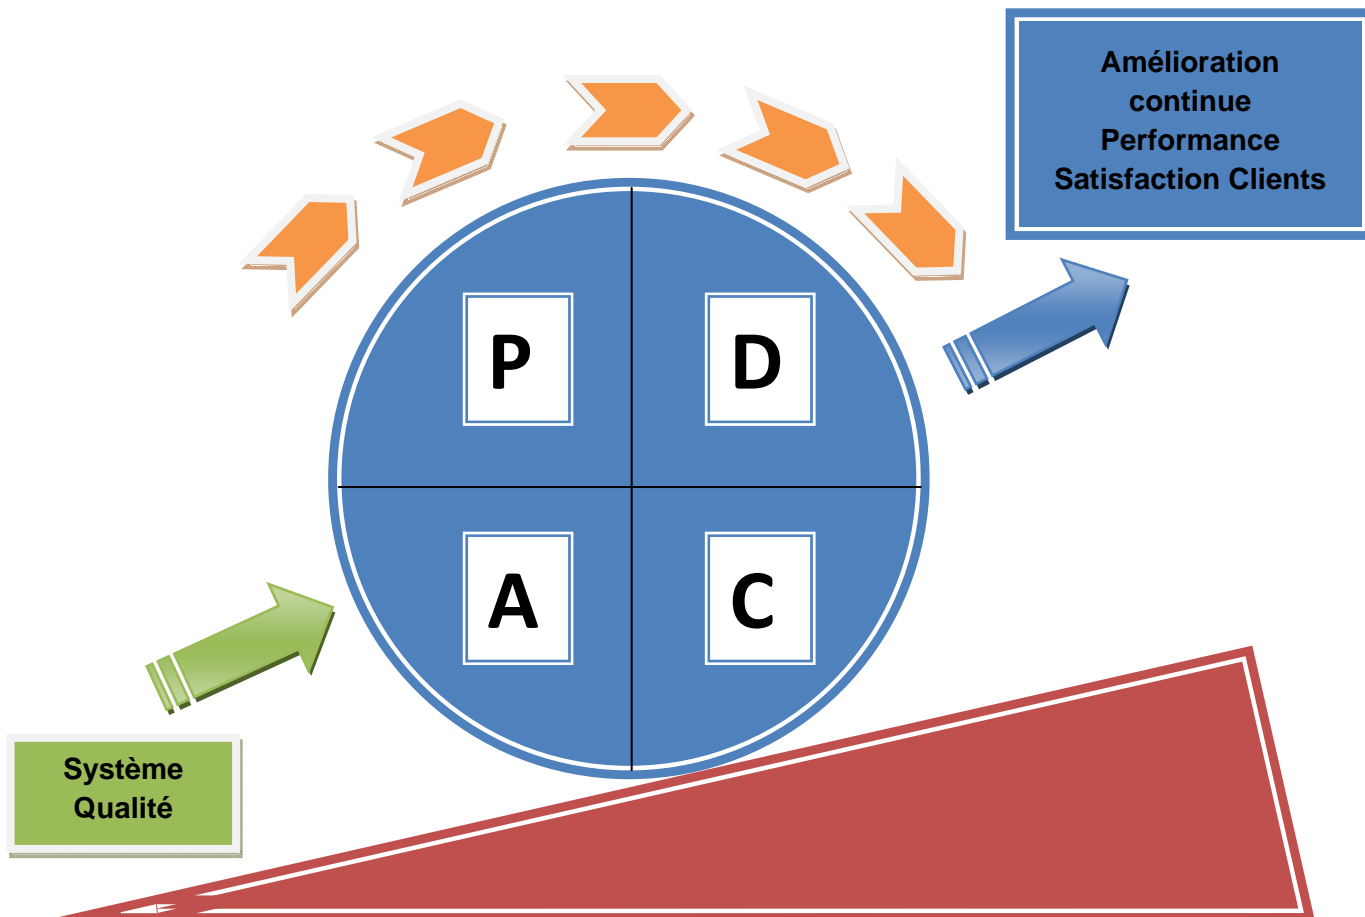 Amélioration
continue
Performance
Satisfaction Clients
P
D
A
C
Système
Qualité